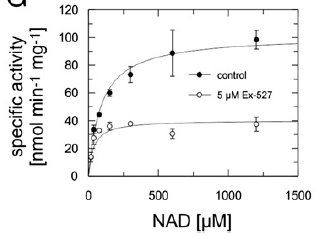 d
120
100
80
60
40
20
0
specific activity
[nmol min-1 mg-1]
control
5 µM Ex-527
0 500 1000 1500
NAD [µM]